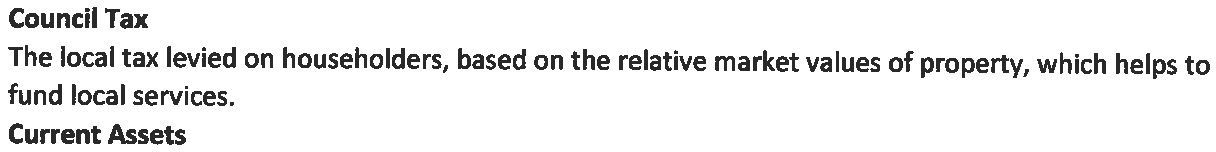 Council Tax
The local tax levied on householders, based on the relative market values of property, which helps to
fund local services.
Current Assets